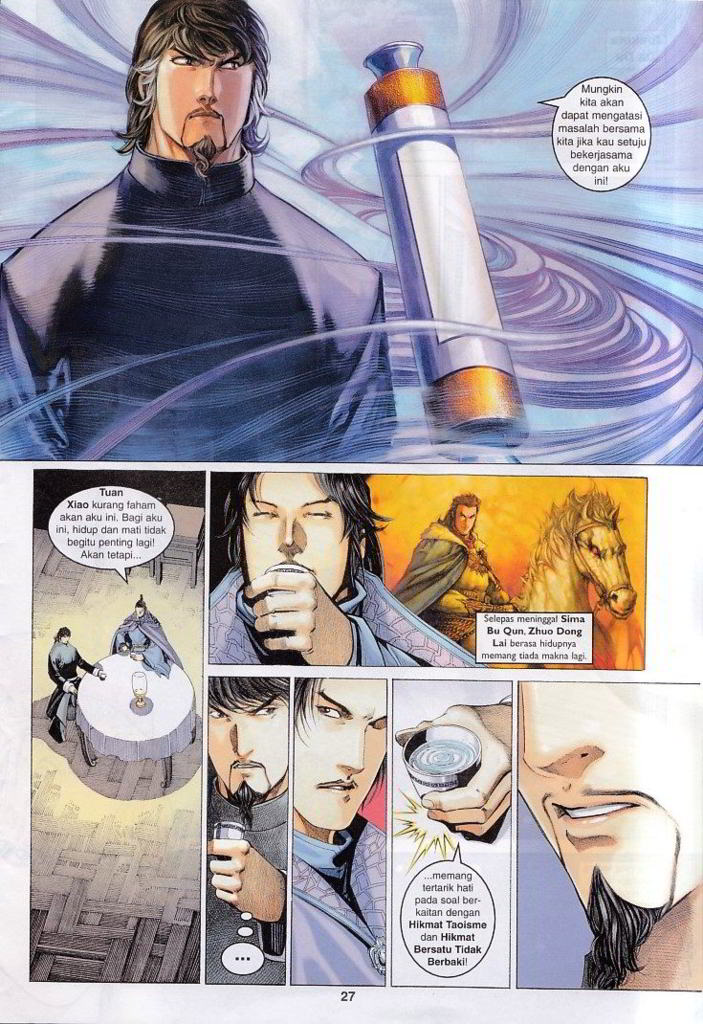 Mungkin
kita akan
dapat mengatasi
masalah bersama
kita jika kau setuju
bekerjasama
dengan aku
ini!
Tuan
Xiao kurang faham
akan aku ini. Bagi aku
ini, hidup dan mati tidak
begitu penting lagi!
Akan tetapi...
Selepas meninggal Sima
Bu Qun, Zhuo Dong
Lai berasa hidupnya
memang tiada makna lagi.
...
...memang
tertarik hati
pada soal ber-
kaitan dengan
Hikmat Taoisme
dan Hikmat
Bersatu Tidak
Berbaki!
27